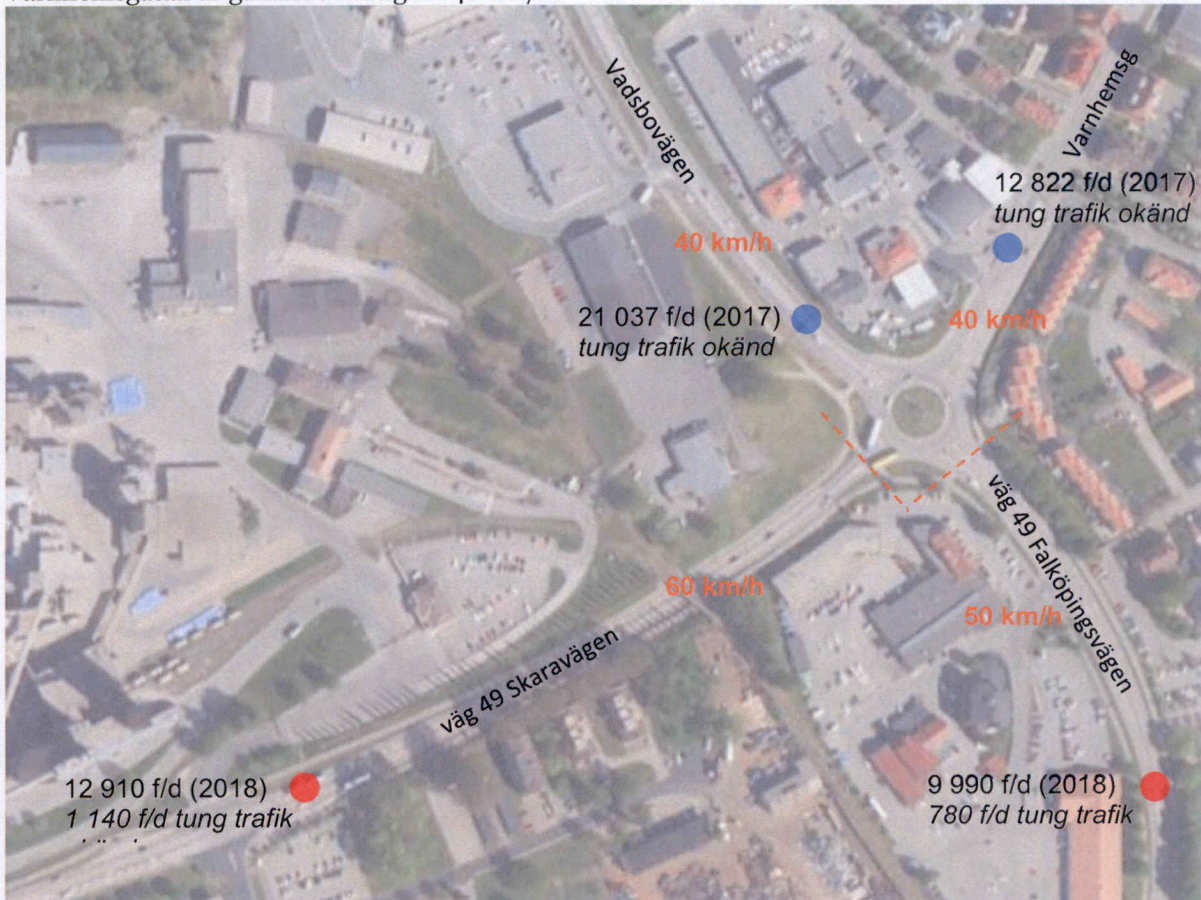 Vadsbovägen
Varnhemsg
12 822 f/d (2017)
tung trafik okänd
40 km/h
21 037 f/d (2017)
tung trafik okänd
40 km/h
väg 49 Falköpingsvägen
60 km/h
50 km/h
väg 49 Skaravägen
12 910 f/d (2018)
1 140 f/d tung trafik
9 990 f/d (2018)
780 f/d tung trafik